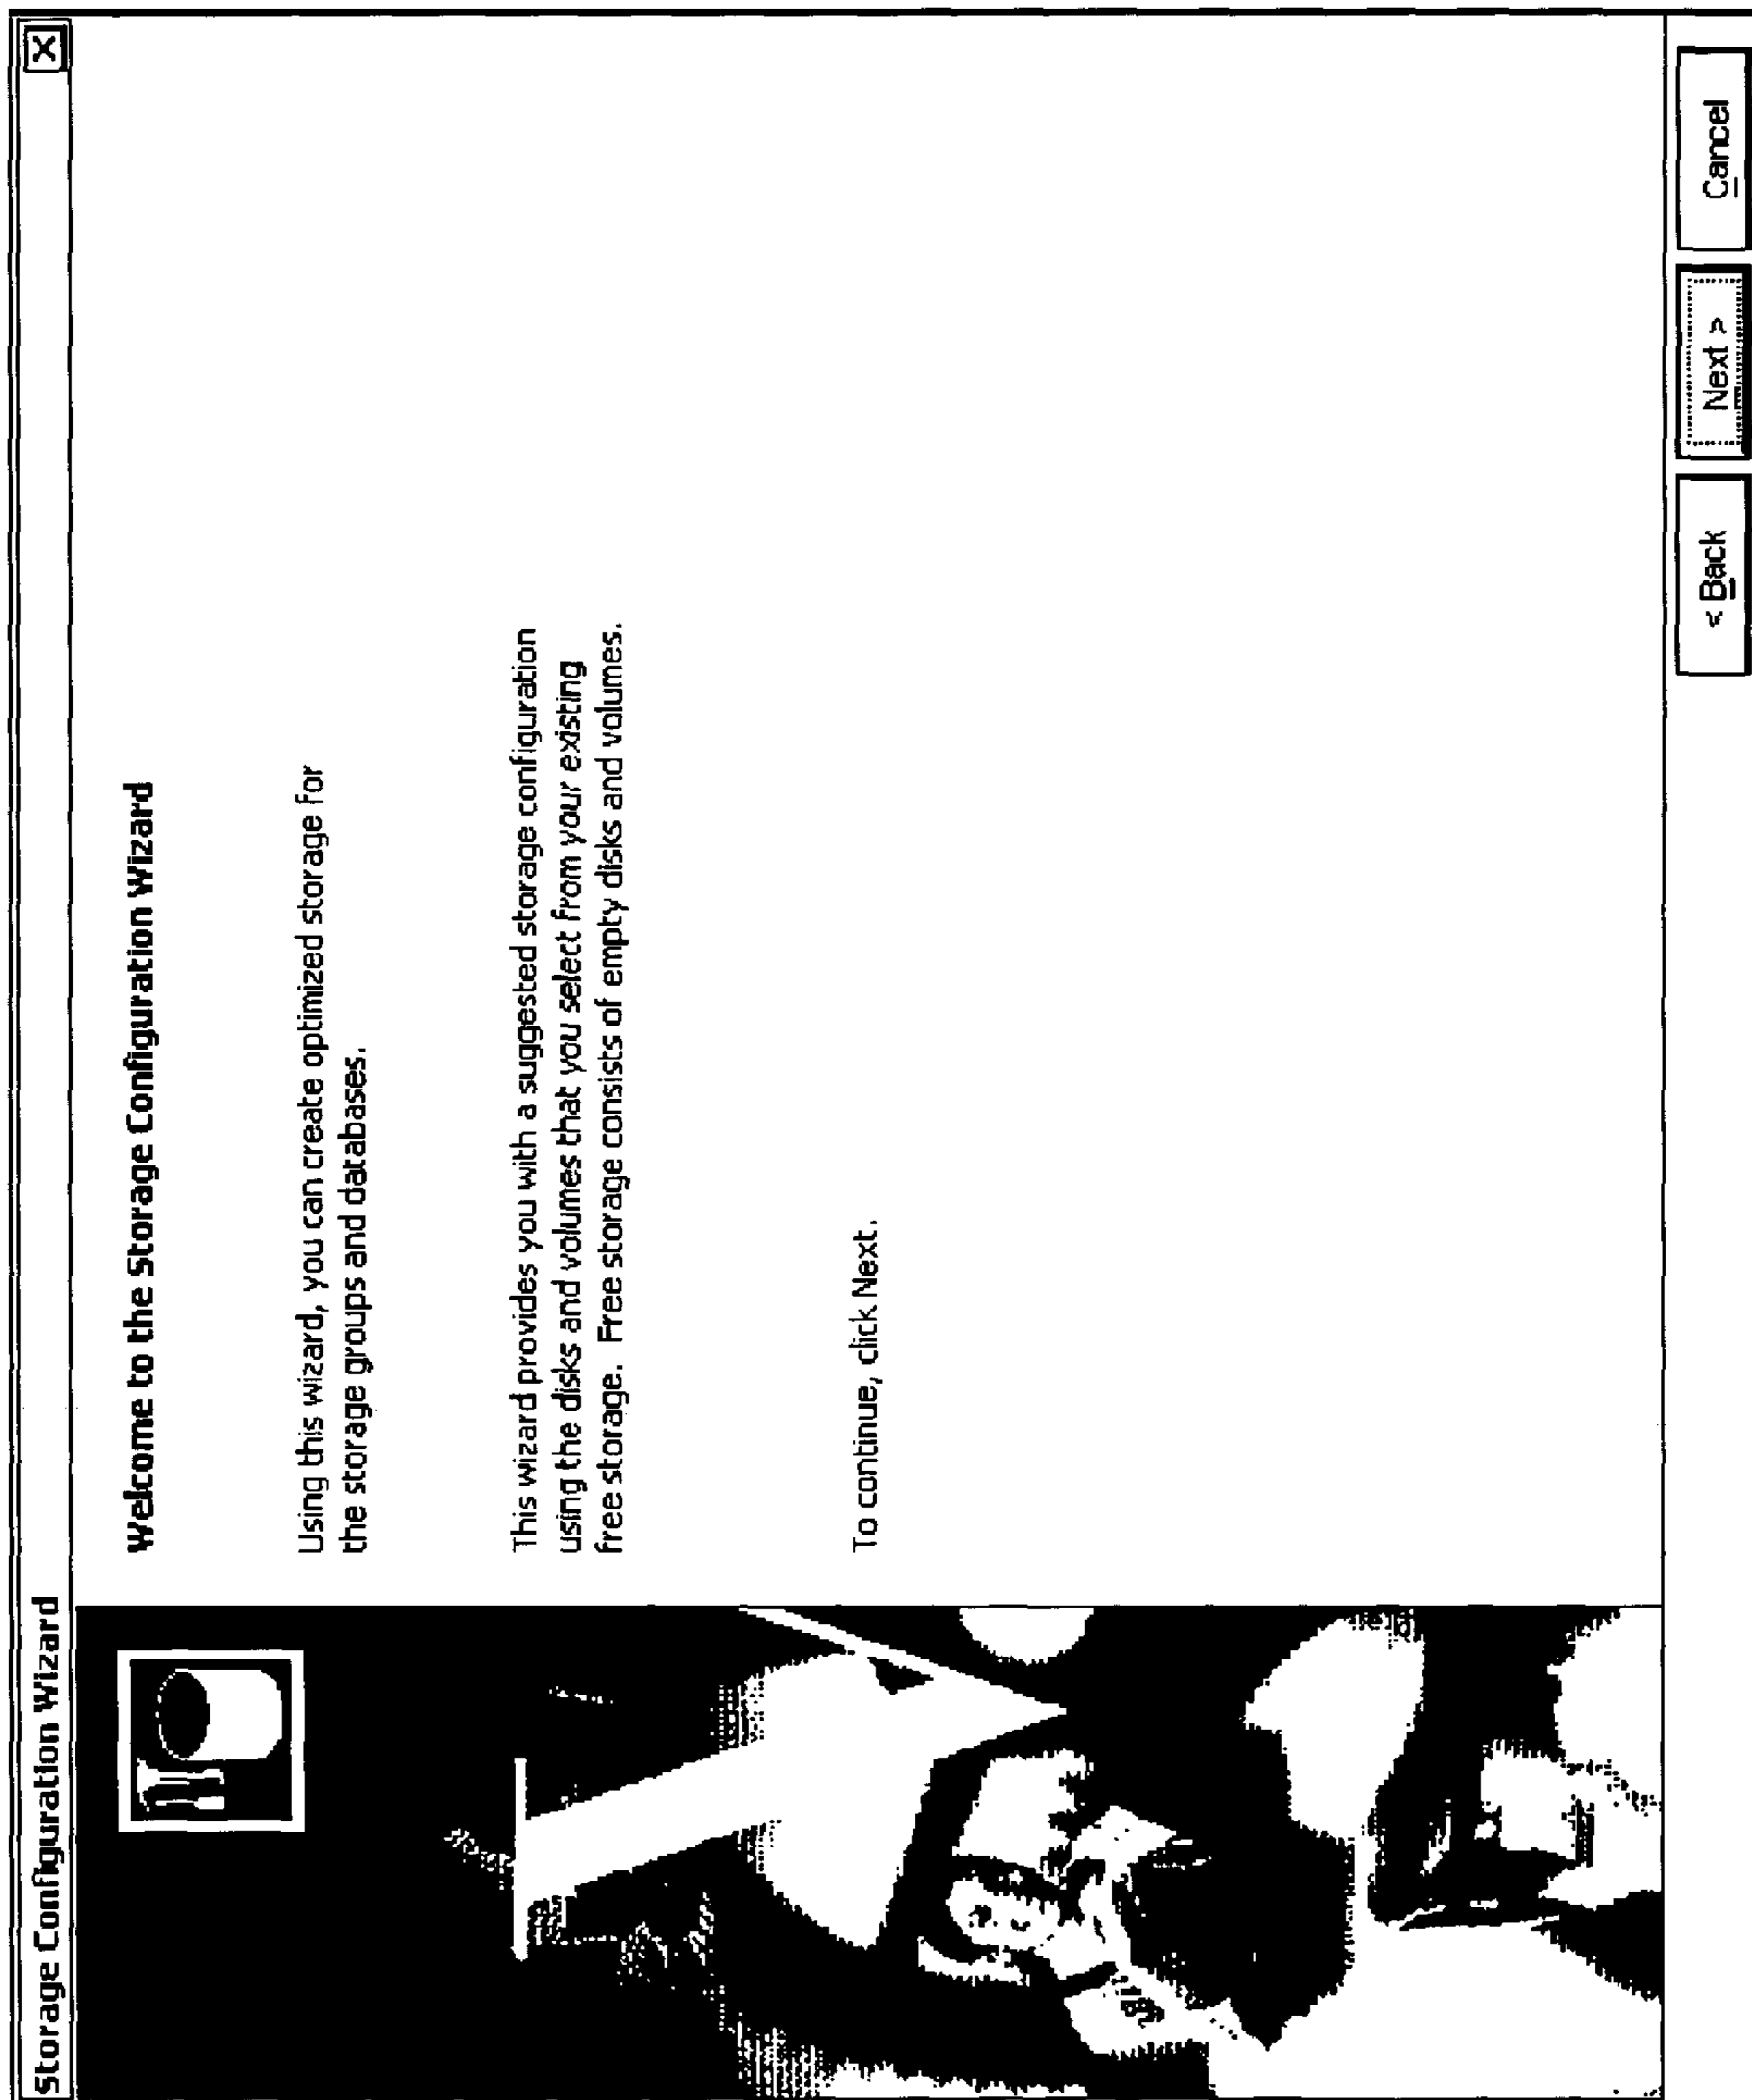 Storage Configuration Wizard
X
Welcome to the Storage Configuration Wizard
Using this wizard, you can create optimized storage for
the storage groups and databases.
This wizard provides you with a suggested storage configuration
using the disks and volumes that you select from your existing
free storage. Free storage consists of empty disks and volumes.
To continue, click Next.
< Back
Next >
Cancel